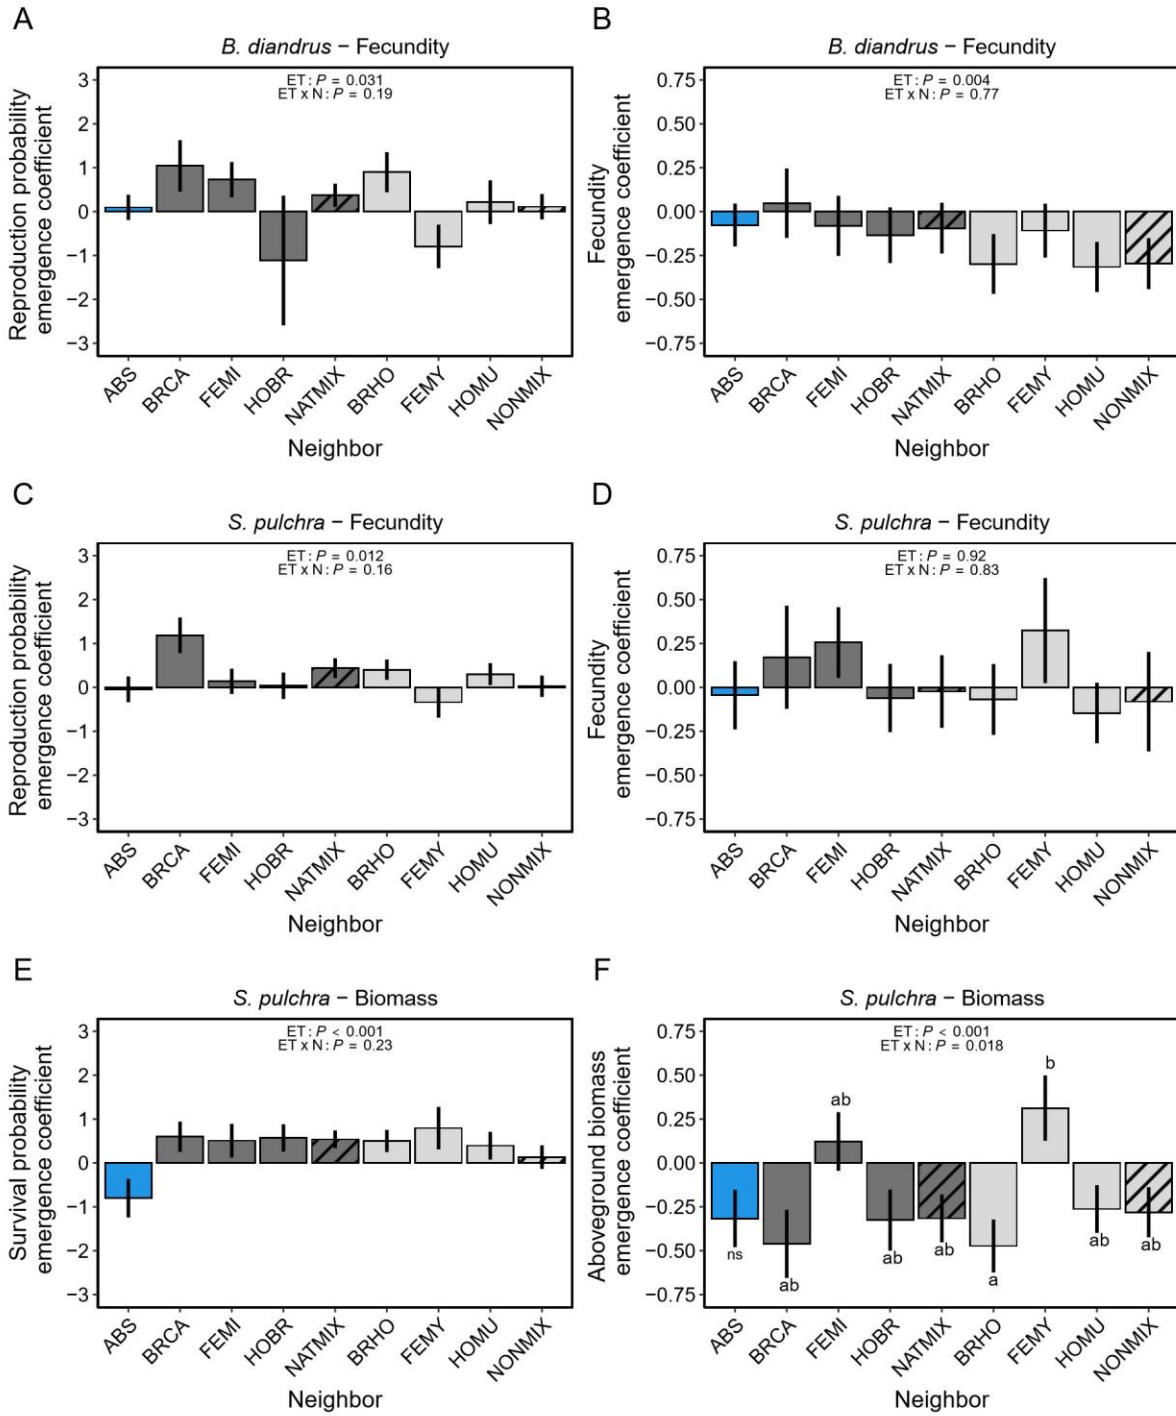 A
B. diandrus − Fecundity
ET : P = 0.031
ET x N : P = 0.19
Reproduction probability
emergence coefficient
3
2
1
0
−1
−2
−3
ABS
BRCA
FEMI
HOBR
NATMIX
BRHO
FEMY
HOMU
NONMIX
Neighbor
B
B. diandrus − Fecundity
ET : P = 0.004
ET x N : P = 0.77
Fecundity
emergence coefficient
0.75
0.50
0.25
0.00
−0.25
−0.50
−0.75
ABS
BRCA
FEMI
HOBR
NATMIX
BRHO
FEMY
HOMU
NONMIX
Neighbor
C
S. pulchra − Fecundity
ET : P = 0.012
ET x N : P = 0.16
Reproduction probability
emergence coefficient
3
2
1
0
−1
−2
−3
ABS
BRCA
FEMI
HOBR
NATMIX
BRHO
FEMY
HOMU
NONMIX
Neighbor
D
S. pulchra − Fecundity
ET : P = 0.92
ET x N : P = 0.83
Fecundity
emergence coefficient
0.75
0.50
0.25
0.00
−0.25
−0.50
−0.75
ABS
BRCA
FEMI
HOBR
NATMIX
BRHO
FEMY
HOMU
NONMIX
Neighbor
E
S. pulchra − Biomass
ET : P < 0.001
ET x N : P = 0.23
Survival probability
emergence coefficient
3
2
1
0
−1
−2
−3
ABS
BRCA
FEMI
HOBR
NATMIX
BRHO
FEMY
HOMU
NONMIX
Neighbor
F
S. pulchra − Biomass
ET : P < 0.001
ET x N : P = 0.018
Aboveground biomass
emergence coefficient
0.75
0.50
0.25
0.00
−0.25
−0.50
−0.75
ns
ab
ab
ab
ab
a
b
ab
ab
ABS
BRCA
FEMI
HOBR
NATMIX
BRHO
FEMY
HOMU
NONMIX
Neighbor